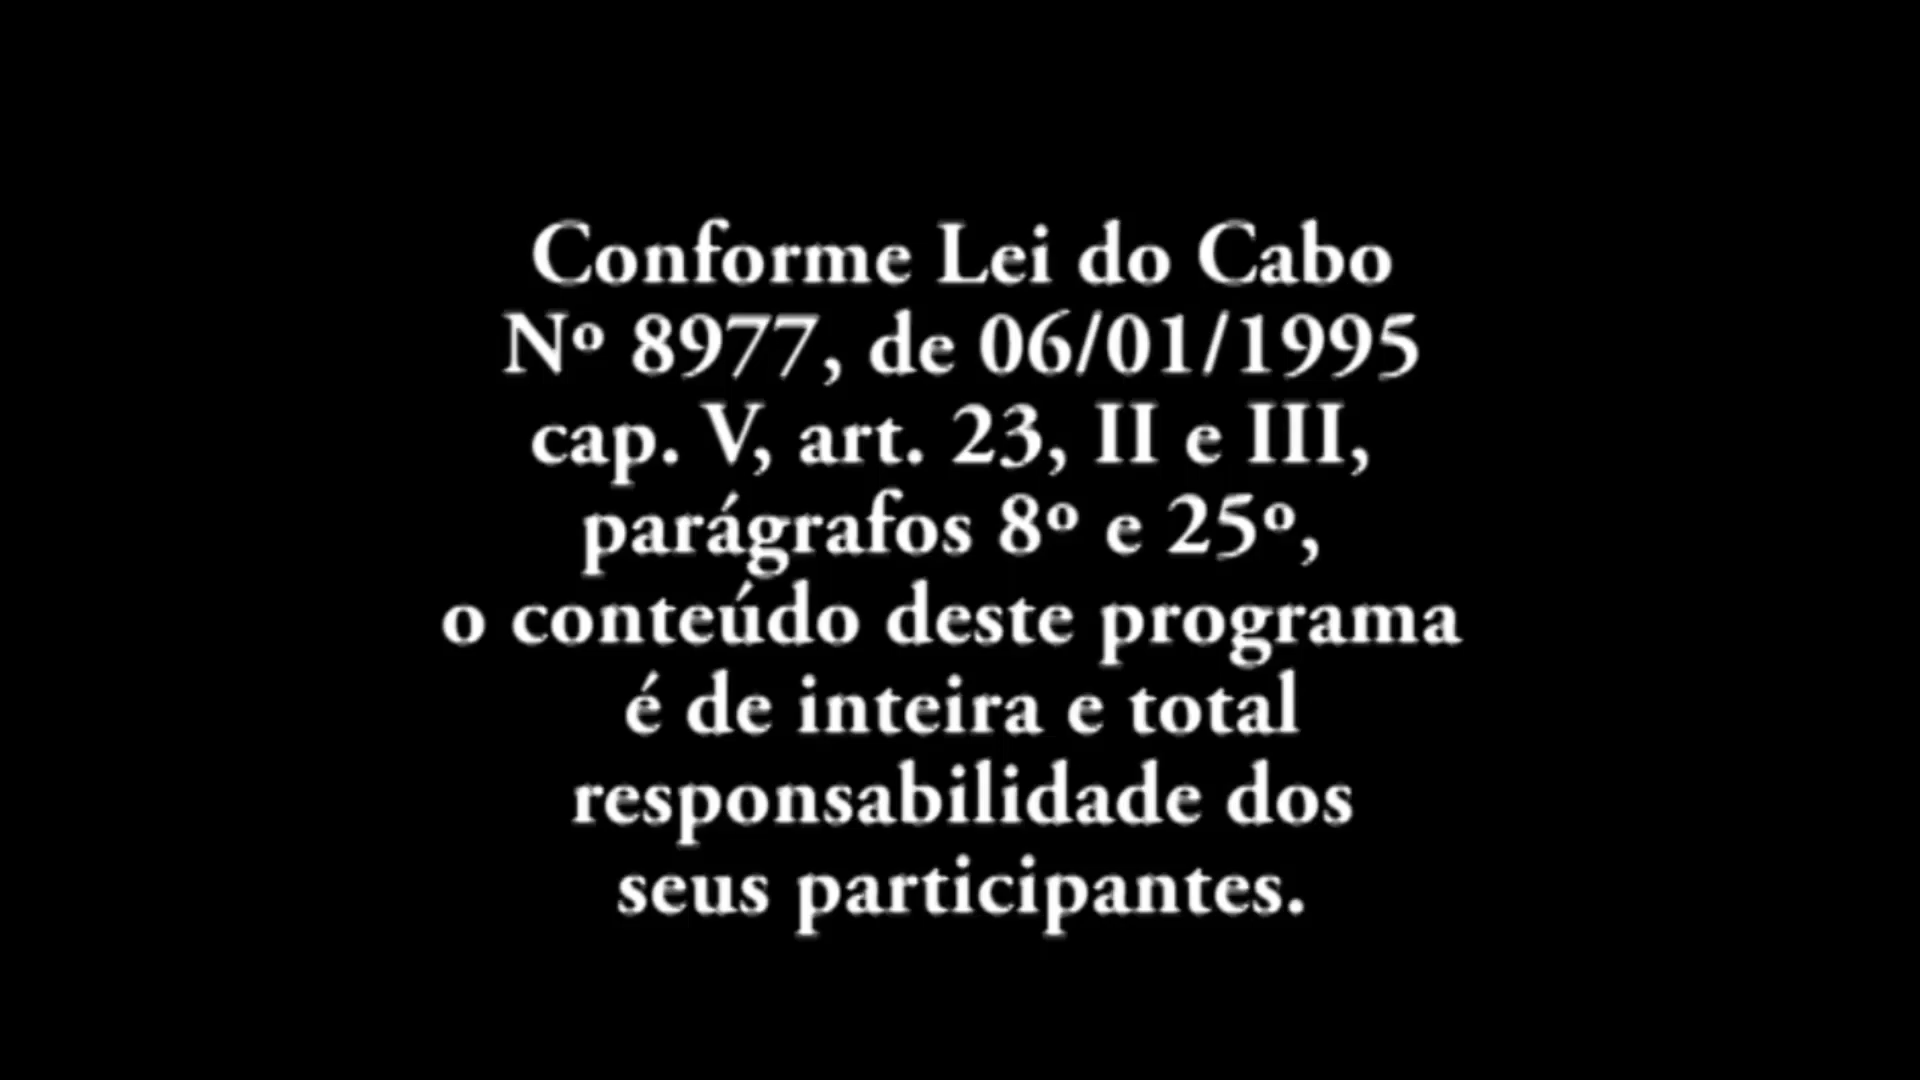 Conforme Lei do Cabo
Nº 8977, de 06/01/1995
cap. V, art. 23, II e III,
parágrafos 8º e 25º,
o conteúdo deste programa
é de inteira e total
responsabilidade dos
seus participantes.